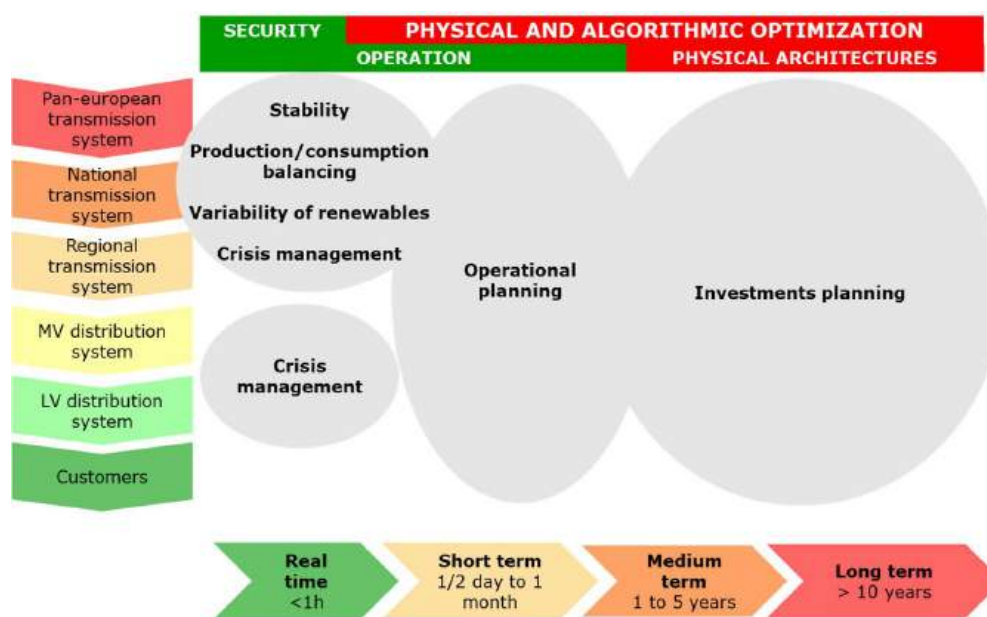 SECURITY
PHYSICAL AND ALGORITHMIC OPTIMIZATION
OPERATION
PHYSICAL ARCHITECTURES
Pan-european
transmission
system
National
transmission
system
Regional
transmission
system
MV distribution
system
LV distribution
system
Customers
Stability
Production/consumption
balancing
Variability of renewables
Crisis management
Crisis
management
Operational
planning
Investments planning
Real
time
<1h
Short term
1/2 day to 1
month
Medium
term
1 to 5 years
Long term
> 10 years